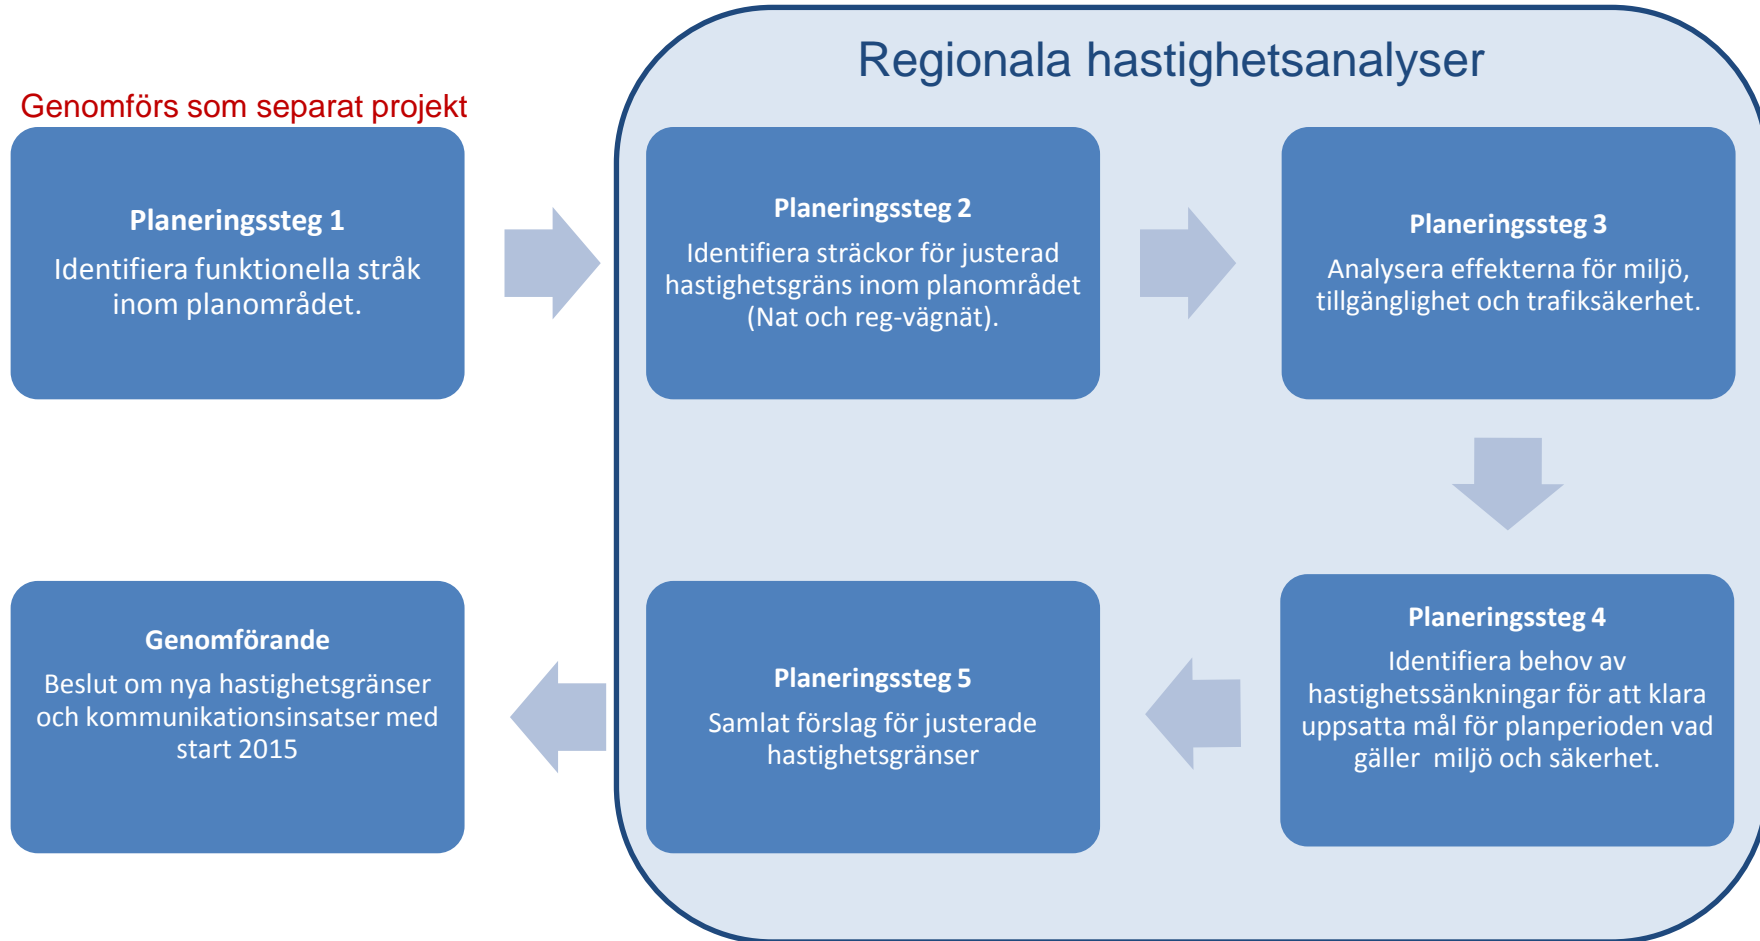 Regionala hastighetsanalyser
Genomförs som separat projekt
Planeringssteg 1
Identifiera funktionella stråk
inom planområdet.
Planeringssteg 2
Identifiera sträckor för justerad
hastighetsgräns inom planområdet
(Nat och reg-vägnät).
Planeringssteg 3
Analysera effekterna för miljö,
tillgänglighet och trafiksäkerhet.
Planeringssteg 4
Identifiera behov av
hastighetssänkningar för att klara
uppsatta mål för planperioden vad
gäller  miljö och säkerhet.
Planeringssteg 5
Samlat förslag för justerade
hastighetsgränser
Genomförande
Beslut om nya hastighetsgränser
och kommunikationsinsatser med
start 2015